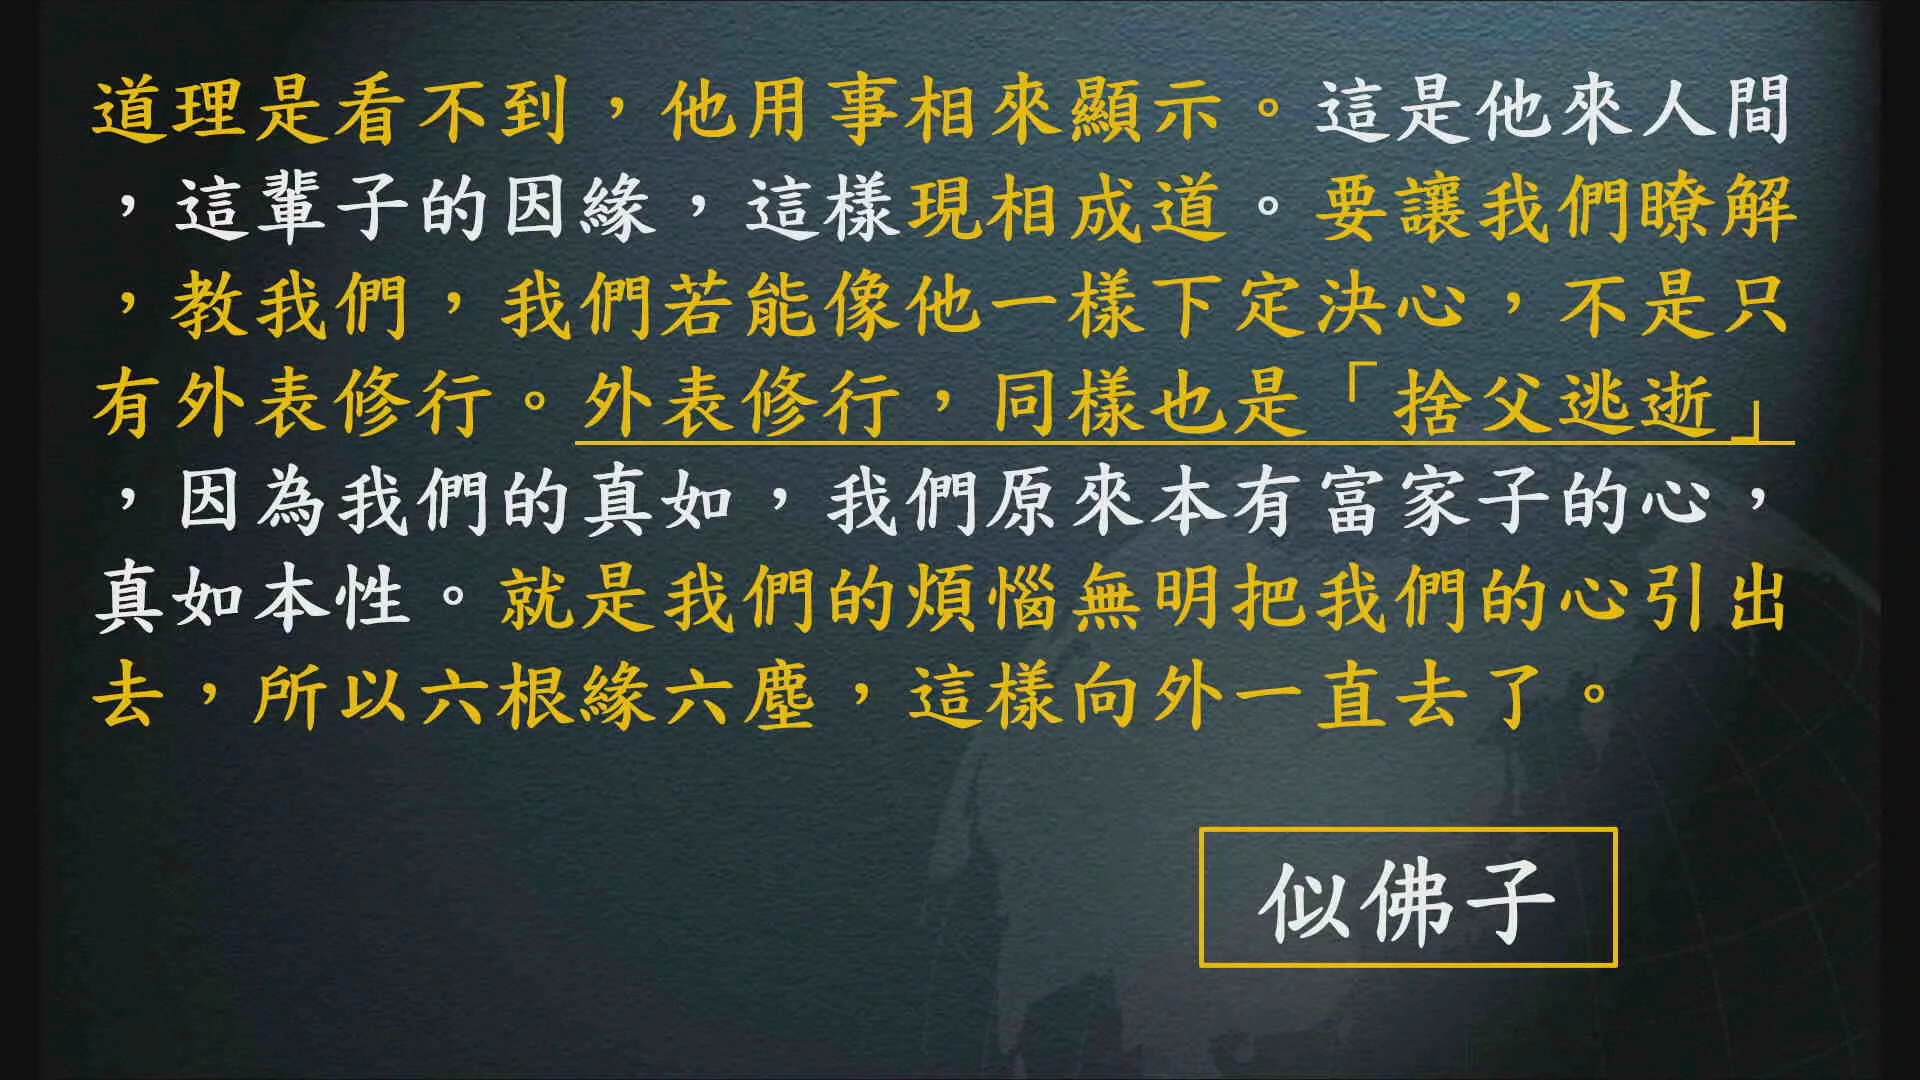 道理是看不到，他用事相來顯示。這是他來人間
，這輩子的因緣，這樣現相成道。要讓我們瞭解
，教我們，我們若能像他一樣下定決心，不是只
有外表修行。外表修行，同樣也是「捨父逃逝」
，因為我們的真如，我們原來本有富家子的心，
真如本性。就是我們的煩惱無明把我們的心引出
去，所以六根緣六塵，這樣向外一直去了。
似佛子